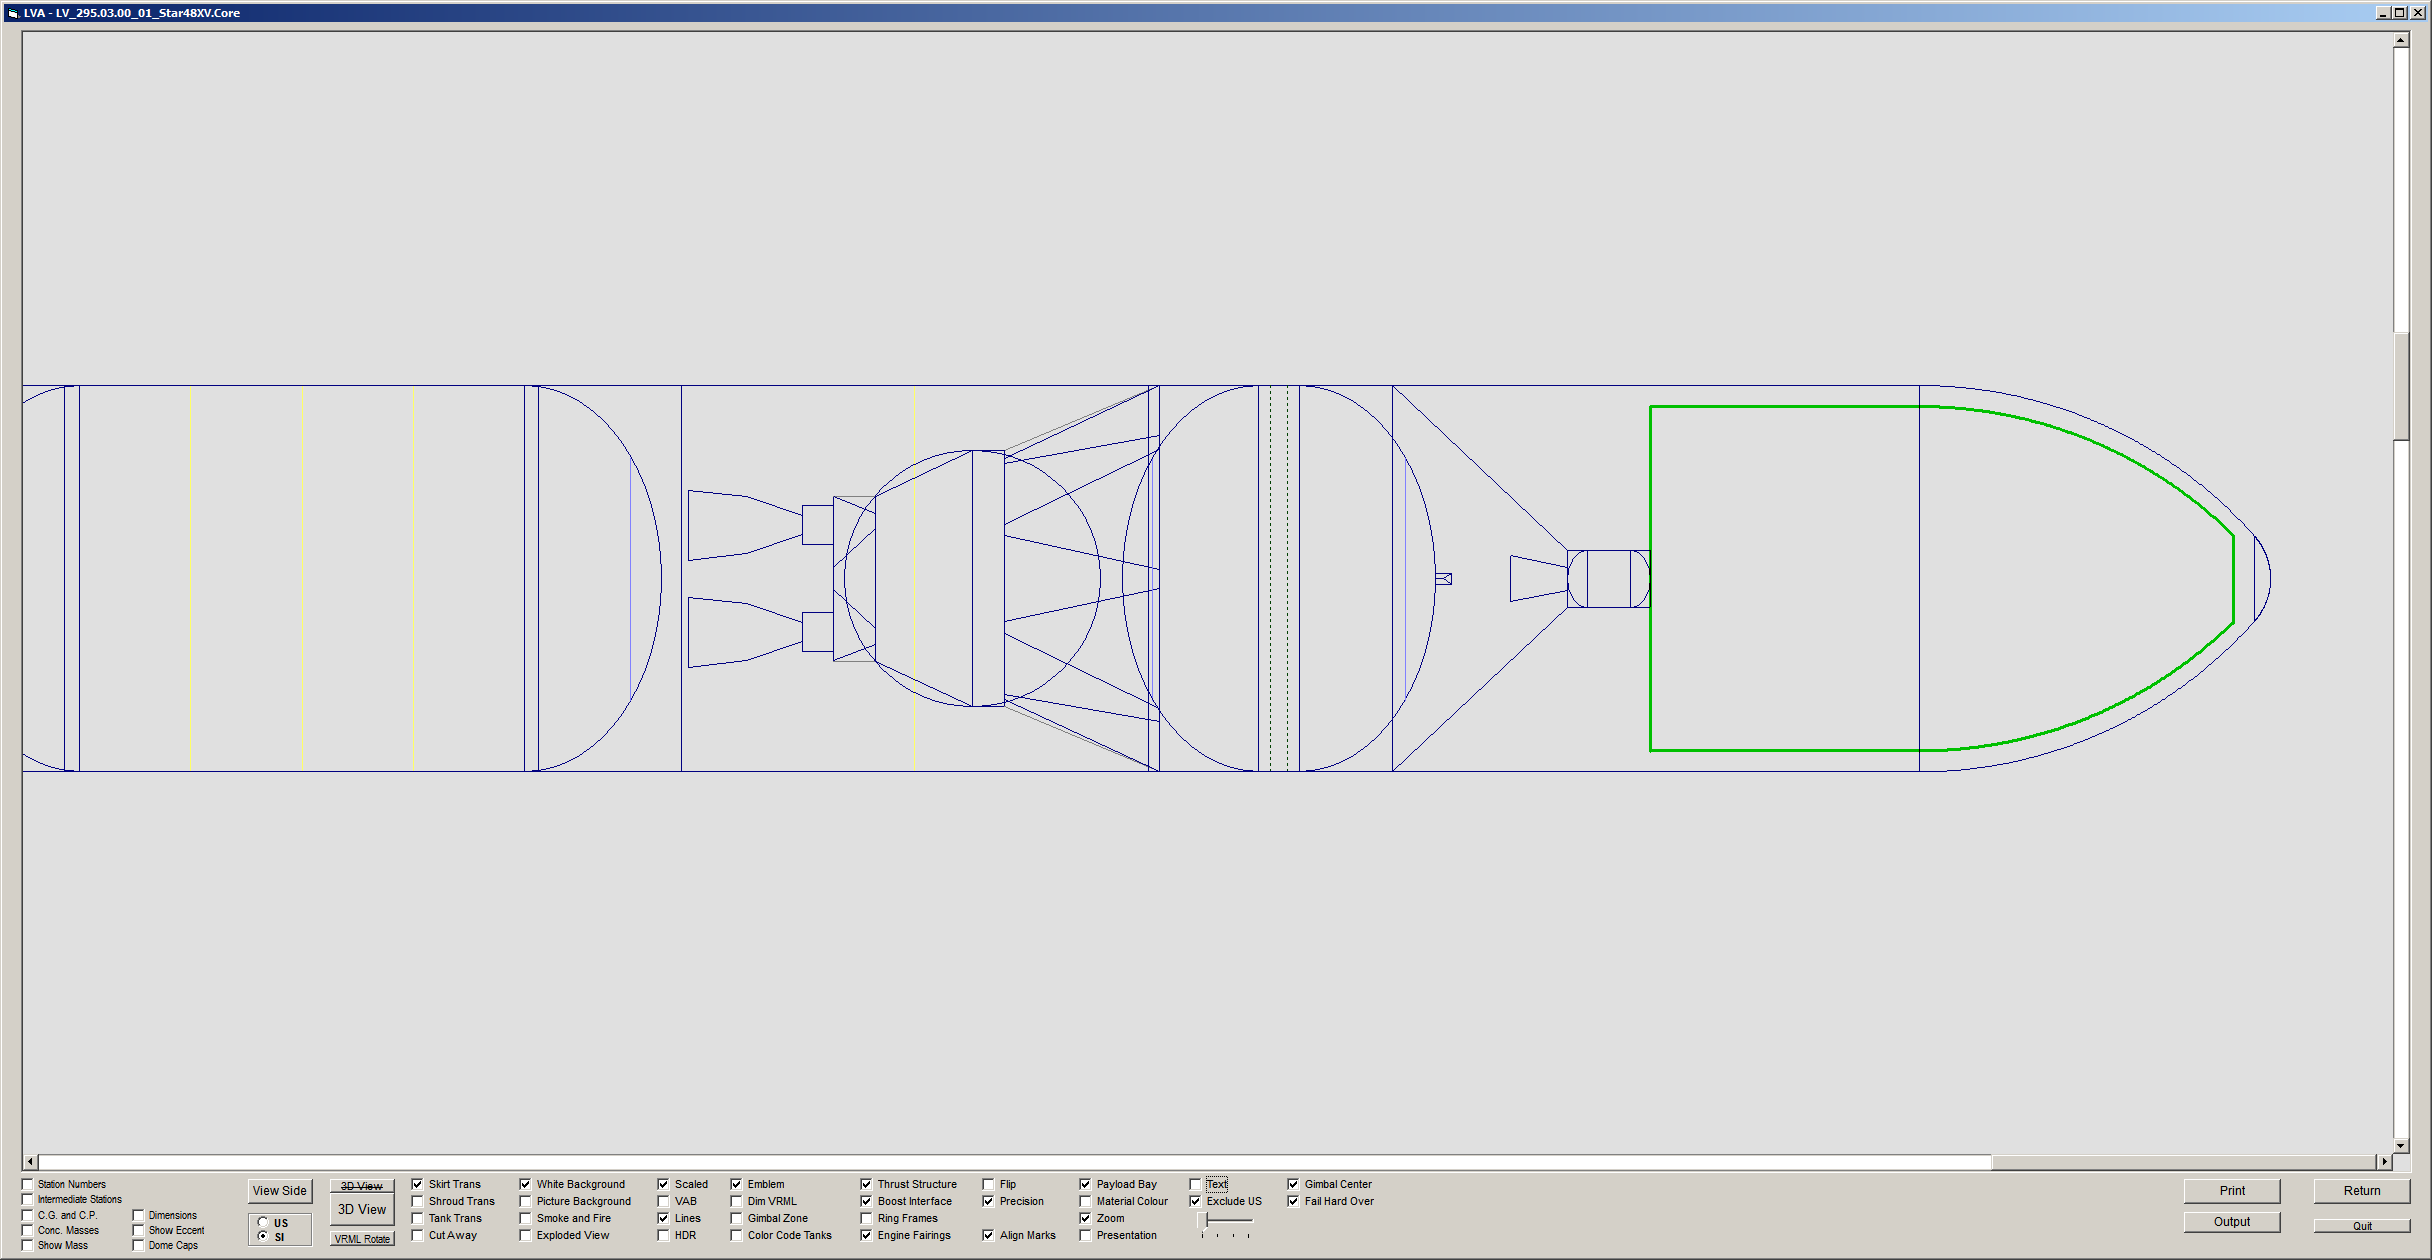 LVA - LV_295.03.00_01_Star48XV.Core
Station Numbers
Intermediate Stations
C.G. and C.P.
Conc. Masses
Show Mass
Dimensions
Show Eccent
Dome Caps
View Side
US
SI
3D View
3D View
VRML Rotate
Skirt Trans
Shroud Trans
Tank Trans
Cut Away
White Background
Picture Background
Smoke and Fire
Exploded View
Scaled
VAB
Lines
HDR
Emblem
Dim VRML
Gimbal Zone
Color Code Tanks
Thrust Structure
Boost Interface
Ring Frames
Engine Fairings
Flip
Precision
Align Marks
Payload Bay
Material Colour
Zoom
Presentation
Text
Exclude US
Gimbal Center
Fail Hard Over
Print
Output
Return
Quit